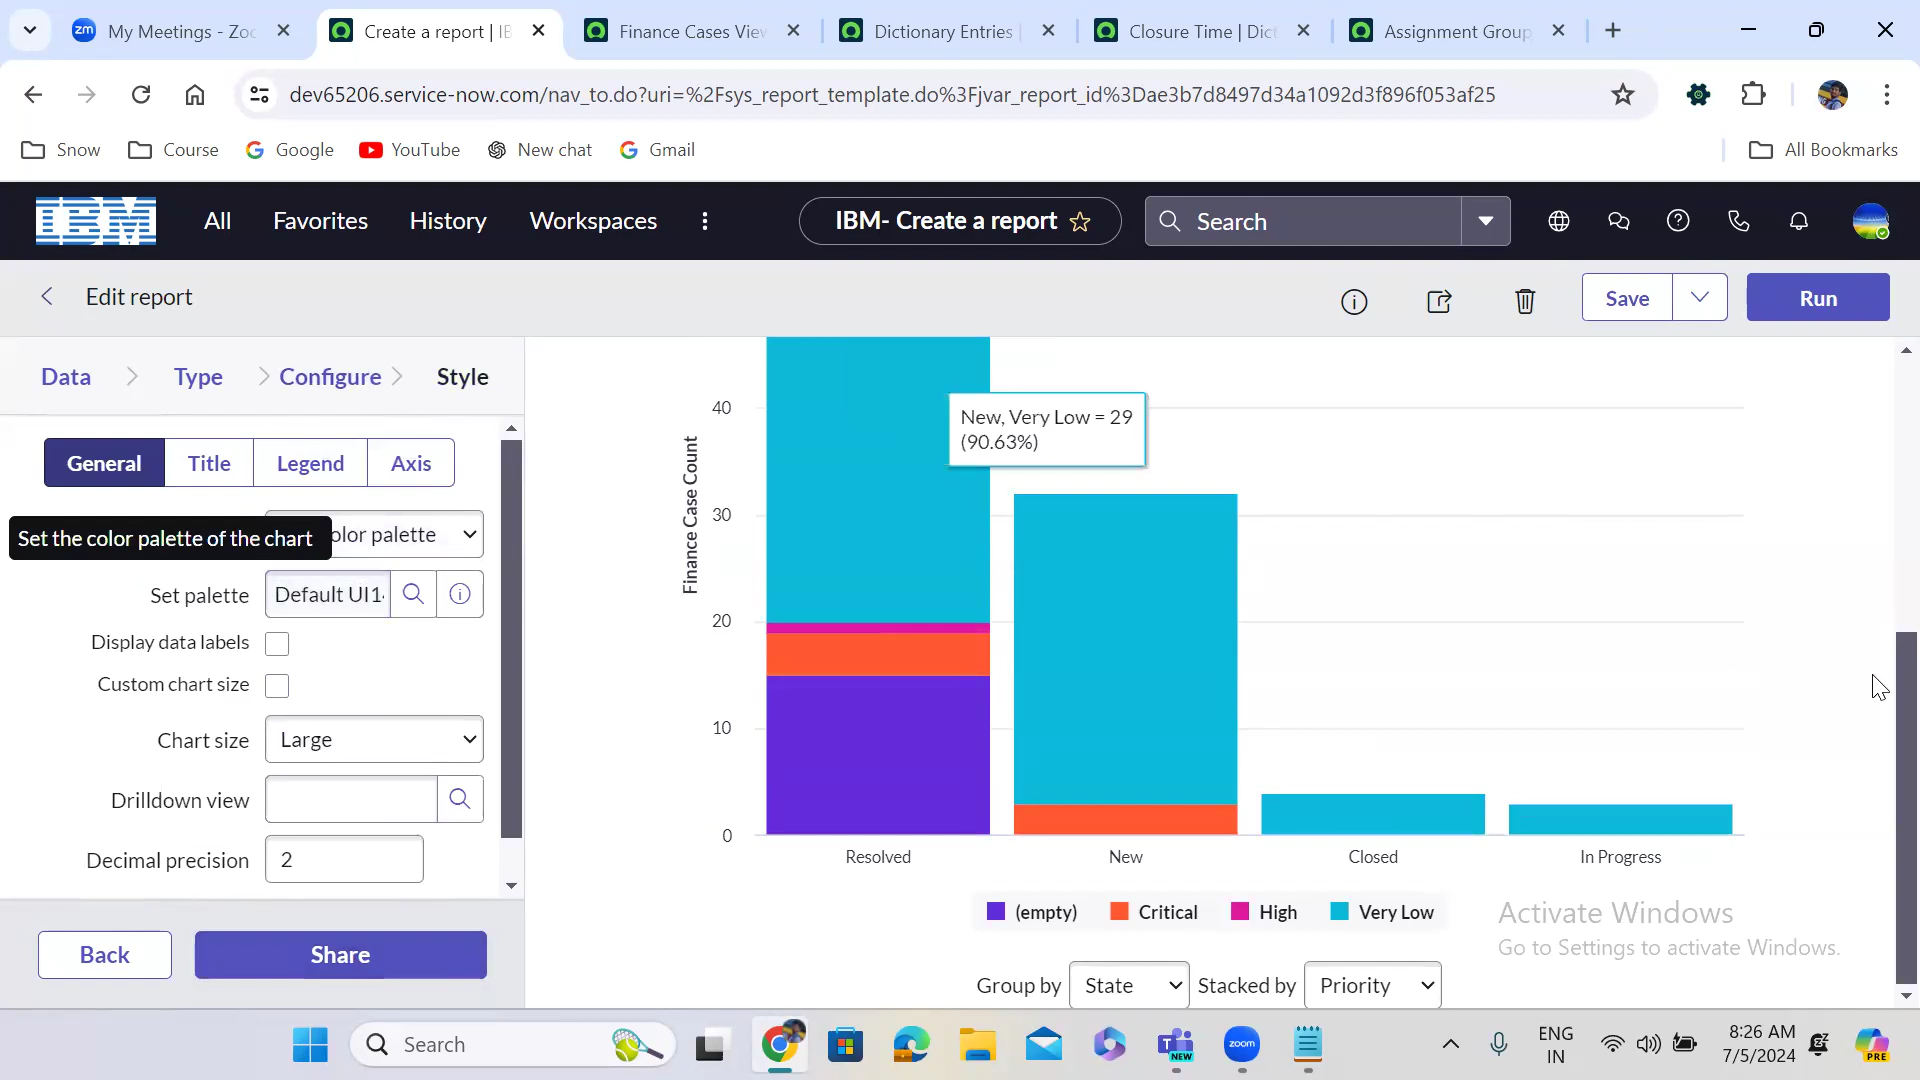 zm My Meetings - Zoo
Create a report | IB
Finance Cases View
Dictionary Entries |
Closure Time | Dict
Assignment Group
dev65206.service-now.com/nav_to.do?uri=%2Fsys_report_template.do%3Fjvar_report_id%3Dae3b7d8497d34a1092d3f896f053af25
Snow
Course
Google
YouTube
New chat
Gmail
All Bookmarks
IBM
All
Favorites
History
Workspaces
IBM- Create a report
Search
Edit report
Save
Run
Data
Type
Configure
Style
General
Title
Legend
Axis
Set the color palette of the chart
olor palette
Set palette
Default UI1
Display data labels
Custom chart size
Chart size
Large
Drilldown view
Decimal precision
2
Back
Share
Finance Case Count
40
30
20
10
0
New, Very Low = 29
(90.63%)
Resolved
New
Closed
In Progress
(empty)
Critical
High
Very Low
Group by
State
Stacked by
Priority
Activate Windows
Go to Settings to activate Windows.
Search
NEW
zoom
ENG
IN
8:26 AM
7/5/2024
PRE